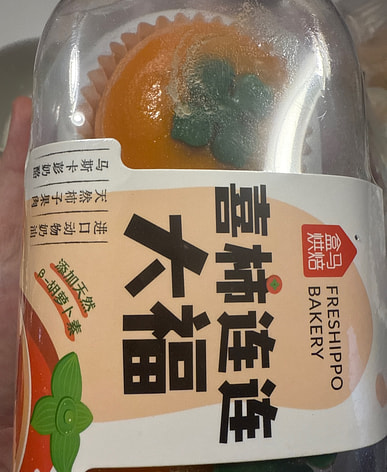 盒马
烘焙
FRESHIPPO
BAKERY
喜柿连连
大福
马斯卡彭奶酪
天然柿子果肉
进口动物奶油
添加天然
β-胡萝卜素